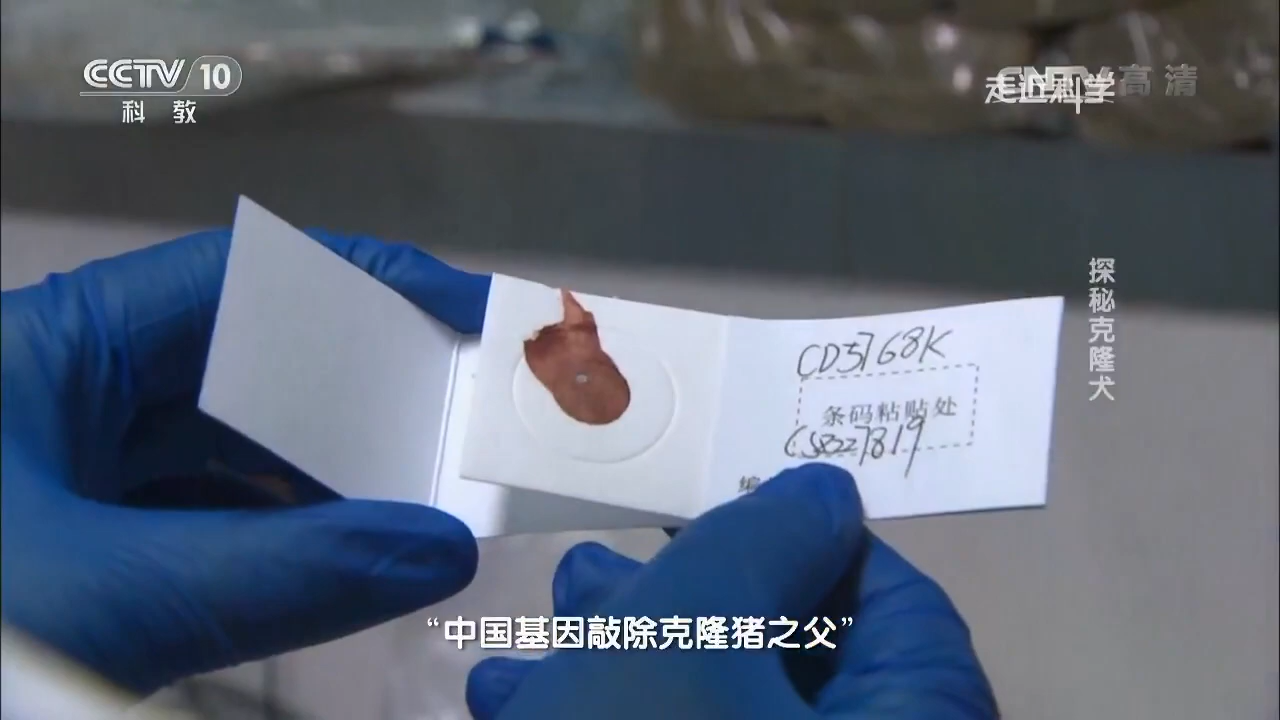 CCTV 10
科教
走近科学
CNTV 高清
探秘克隆犬
CD5768K
条码粘贴处
“中国基因敲除克隆猪之父”